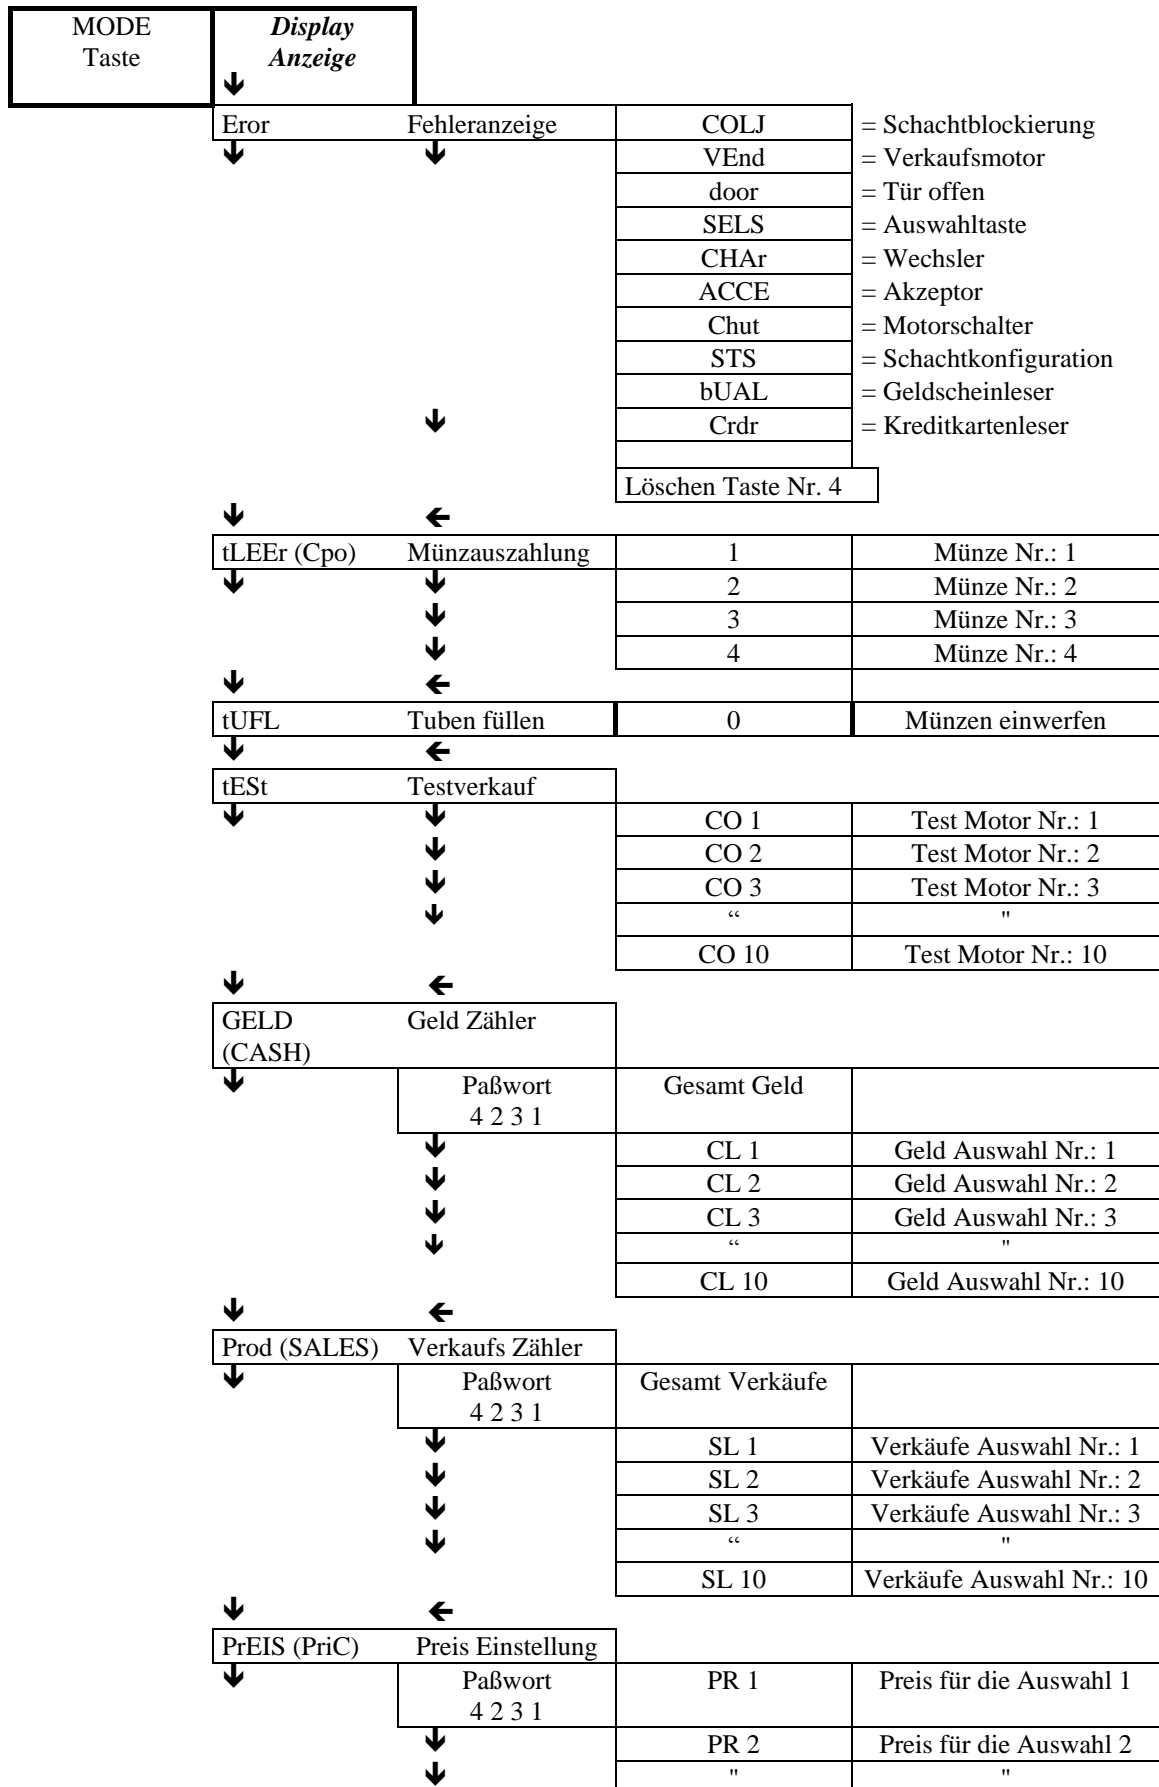 MODE Display
Taste Anzeige
Eror Fehleranzeige COLJ = Schachtblockierung
VEnd = Verkaufsmotor
door = Tür offen
SELS = Auswahltaste
CHAr = Wechsler
ACCE = Akzeptor
Chut = Motorschalter
STS = Schachtkonfiguration
bUAL = Geldscheinleser
Crdr = Kreditkartenleser
Löschen Taste Nr. 4
tLEEr (Cpo) Münzauszahlung 1 Münze Nr.: 1
2 Münze Nr.: 2
3 Münze Nr.: 3
4 Münze Nr.: 4
tUFL Tuben füllen 0 Münzen einwerfen
tESt Testverkauf
CO 1 Test Motor Nr.: 1
CO 2 Test Motor Nr.: 2
CO 3 Test Motor Nr.: 3
“ "
CO 10 Test Motor Nr.: 10
GELD Geld Zähler
(CASH)
Paßwort Gesamt Geld
4 2 3 1
CL 1 Geld Auswahl Nr.: 1
CL 2 Geld Auswahl Nr.: 2
CL 3 Geld Auswahl Nr.: 3
“ "
CL 10 Geld Auswahl Nr.: 10
Prod (SALES) Verkaufs Zähler
Paßwort Gesamt Verkäufe
4 2 3 1
SL 1 Verkäufe Auswahl Nr.: 1
SL 2 Verkäufe Auswahl Nr.: 2
SL 3 Verkäufe Auswahl Nr.: 3
“ "
SL 10 Verkäufe Auswahl Nr.: 10
PrEIS (PriC) Preis Einstellung
Paßwort PR 1 Preis für die Auswahl 1
4 2 3 1
PR 2 Preis für die Auswahl 2
" "